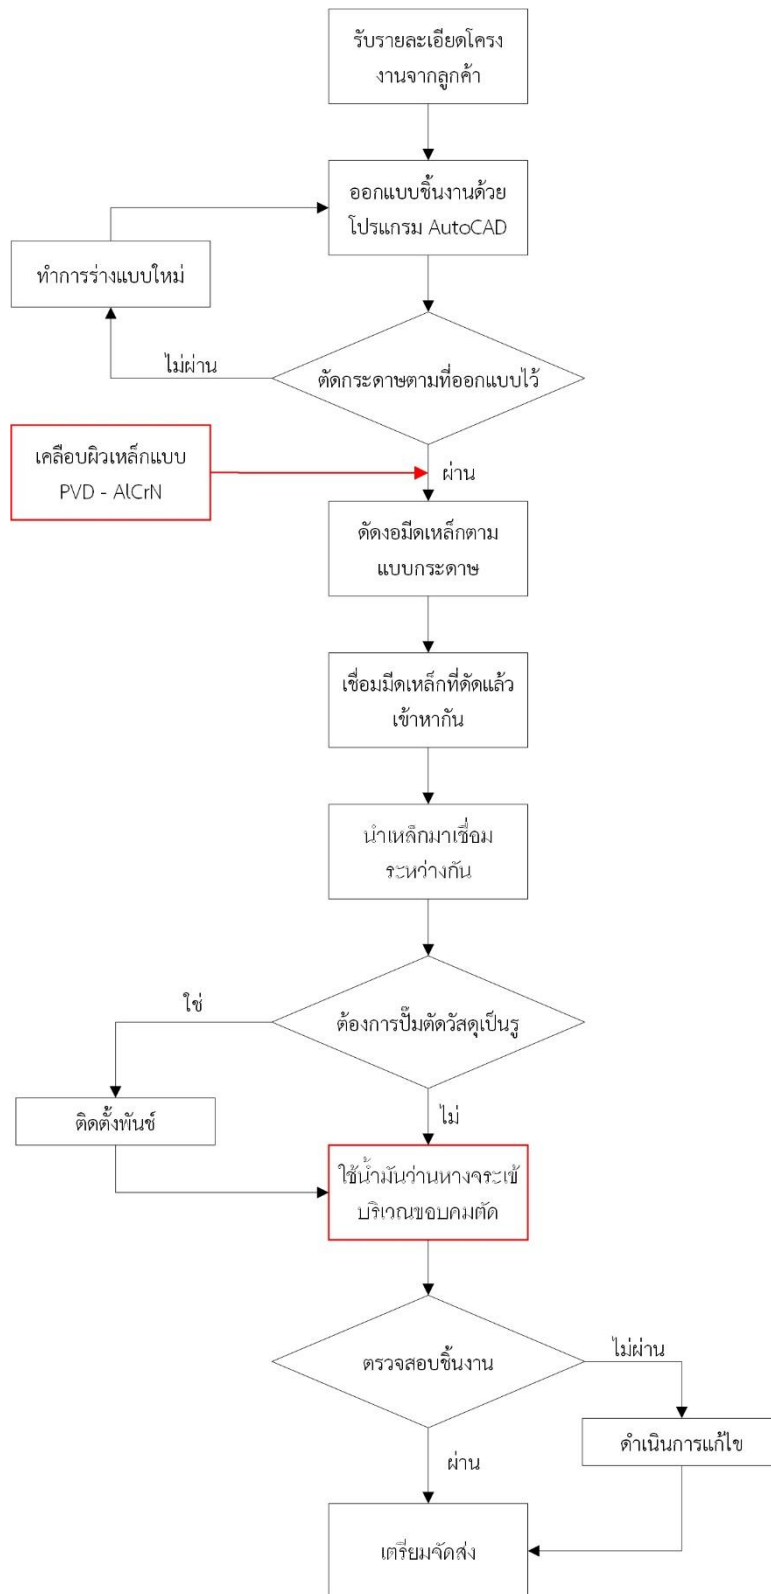 รับรายละเอียดโครง
งานจากลูกค้า
ออกแบบชิ้นงานด้วย
โปรแกรม AutoCAD
ทำการร่างแบบใหม่
ไม่ผ่าน
ตัดกระดาษตามที่ออกแบบไว้
เคลือบผิวเหล็กแบบ
PVD - AlCrN
ผ่าน
ดัดงอมีดเหล็กตาม
แบบกระดาษ
เชื่อมมีดเหล็กที่ดัดแล้ว
เข้าหากัน
นำเหล็กมาเชื่อม
ระหว่างกัน
ใช่
ต้องการปั๊มตัดวัสดุเป็นรู
ติดตั้งพันช์
ไม่
ใช้น้ำมันว่านหางจระเข้
บริเวณขอบคมตัด
ตรวจสอบชิ้นงาน
ไม่ผ่าน
ดำเนินการแก้ไข
ผ่าน
เตรียมจัดส่ง